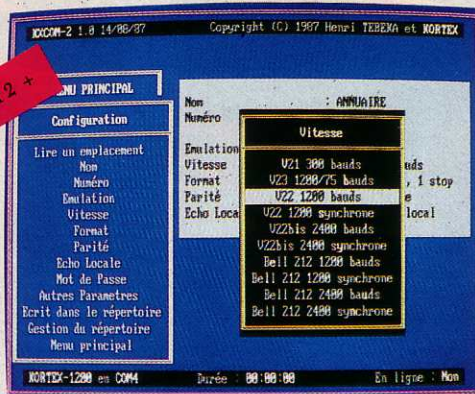 KXCOM-2 1.0 14/08/87 Copyright (C) 1987 Henri TEBEKA et KORTEX
2 +
MENU PRINCIPAL
Configuration
Lire un emplacement
Nom
Numéro
Emulation
Vitesse
Format
Parité
Echo Locale
Mot de Passe
Autres Parametres
Ecrit dans le répertoire
Gestion du répertoire
Menu principal
Nom : ANNUAIRE
Numéro
Emulation
Vitesse uds
Format , 1 stop
Parité e
Echo Loca local
Vitesse
V21 300 bauds
V23 1200/75 bauds
V22 1200 bauds
V22 1200 synchrone
V22bis 2400 bauds
V22bis 2400 synchrone
Bell 212 1200 bauds
Bell 212 1200 synchrone
Bell 212 2400 bauds
Bell 212 2400 synchrone
KORTEX-1200 en COM4 Durée : 00:00:00 En ligne : Non